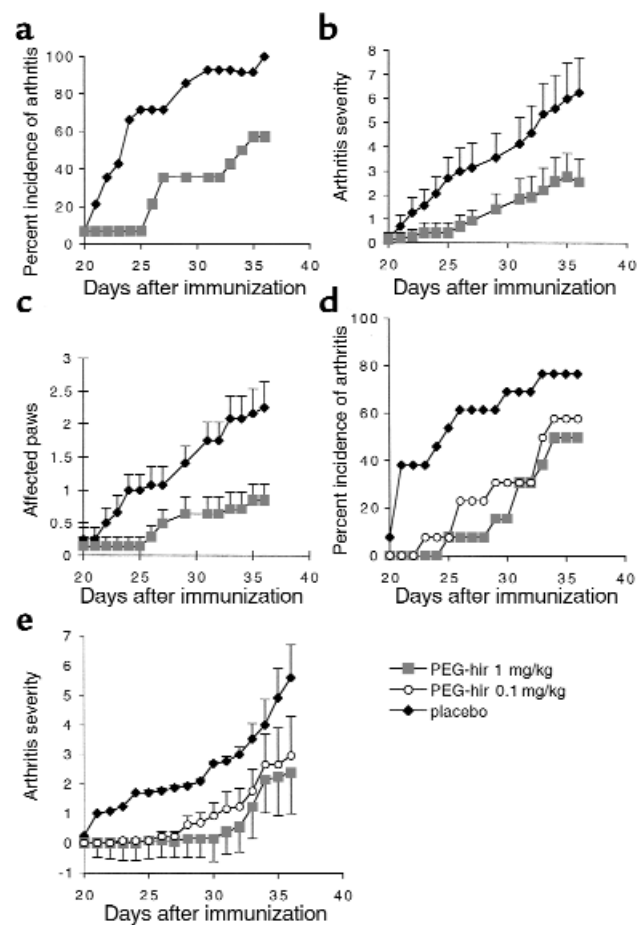 a
Percent incidence of arthritis
100
80
60
40
20
0
20 25 30 35 40
Days after immunization
b
Arthritis severity
8
7
6
5
4
3
2
1
0
20 25 30 35 40
Days after immunization
c
Affected paws
3
2.5
2
1.5
1
0.5
0
20 25 30 35 40
Days after immunization
d
Percent incidence of arthritis
100
80
60
40
20
0
20 25 30 35 40
Days after immunization
e
Arthritis severity
7
6
5
4
3
2
1
0
-1
20 25 30 35 40
Days after immunization
PEG-hir 1 mg/kg
PEG-hir 0.1 mg/kg
placebo